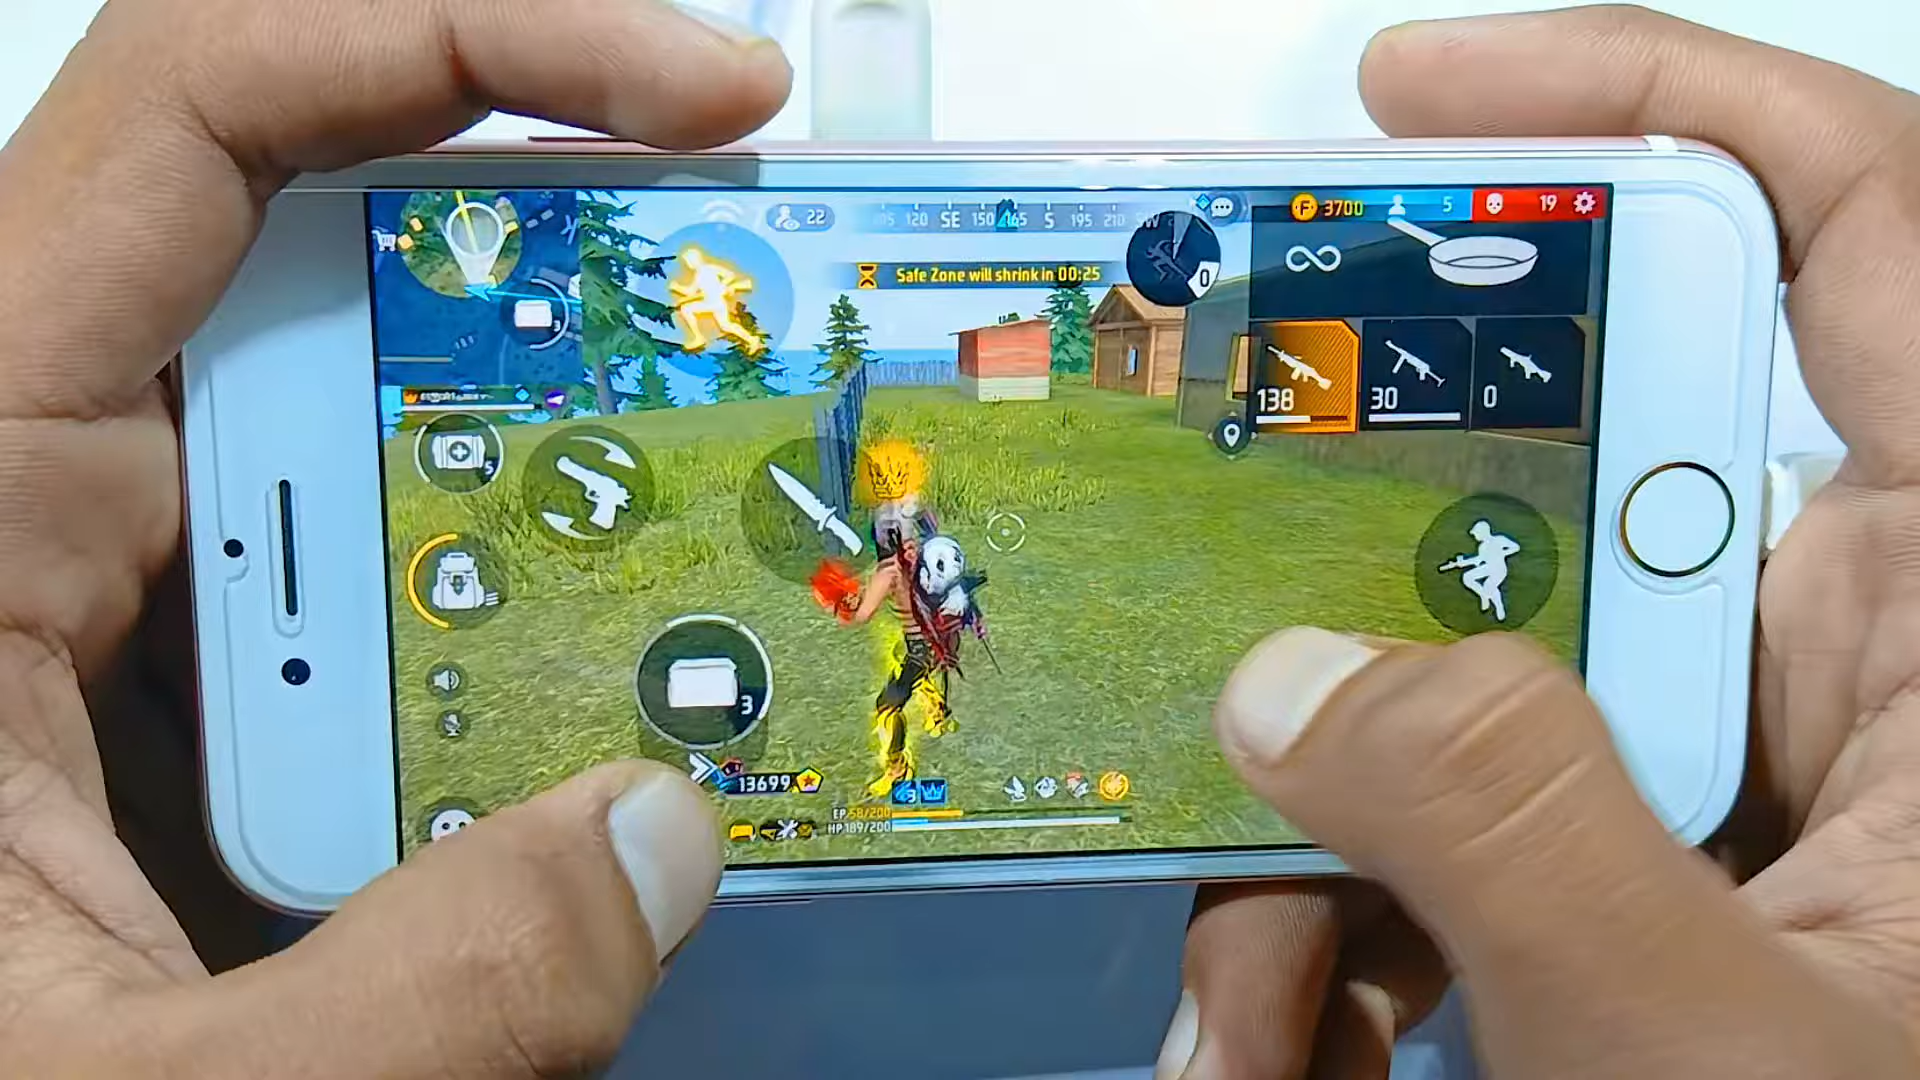 22
105 120 SE 150 165 S 195 210 SW
F 3700
5
19
0
Safe Zone will shrink in 00:25
3
138
30
0
5
3
13699
3
EP 58/200
HP 189/200